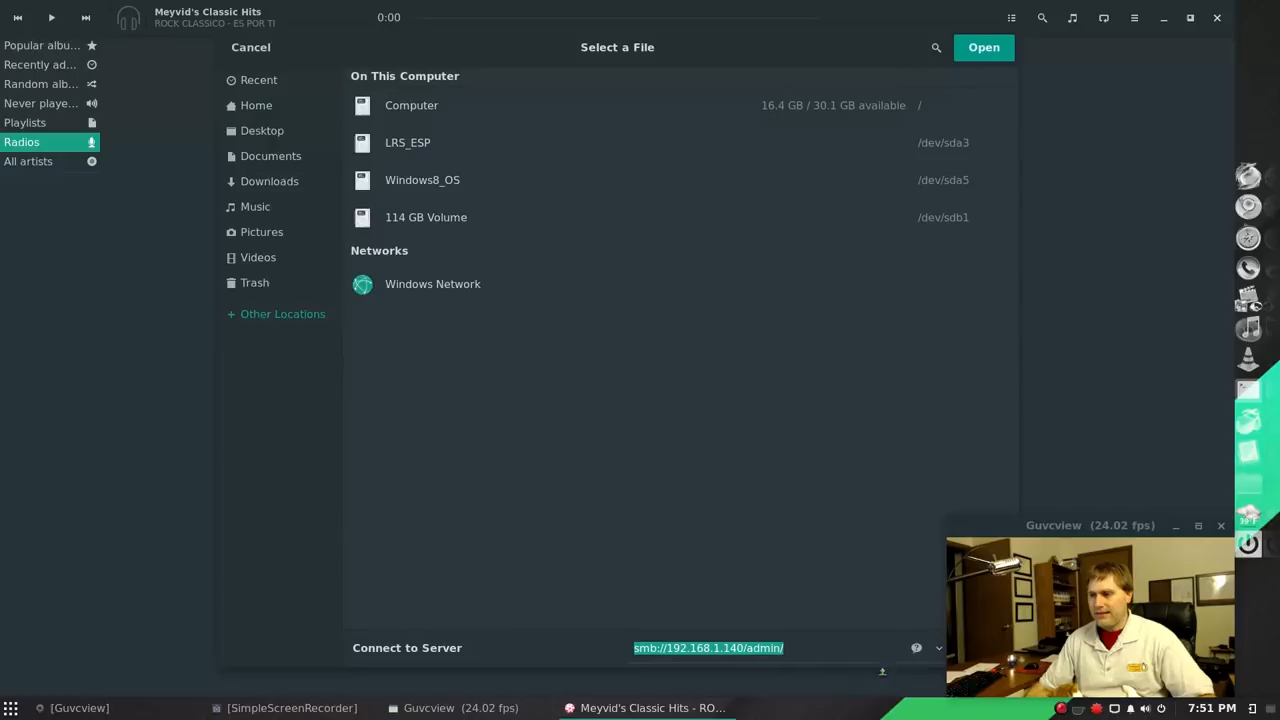 Meyvid's Classic Hits
ROCK CLASSICO - ES POR TI
0:00
Popular albu...
Recently ad...
Random alb...
Never playe...
Playlists
Radios
All artists
Cancel
Select a File
Open
Recent
Home
Desktop
Documents
Downloads
Music
Pictures
Videos
Trash
+ Other Locations
On This Computer
Computer 16.4 GB / 30.1 GB available /
LRS_ESP /dev/sda3
Windows8_OS /dev/sda5
114 GB Volume /dev/sdb1
Networks
Windows Network
Connect to Server smb://192.168.1.140/admin/
Guvcview (24.02 fps)
39°F
[Guvcview]
[SimpleScreenRecorder]
Guvcview (24.02 fps)
Meyvid's Classic Hits - RO...
7:51 PM